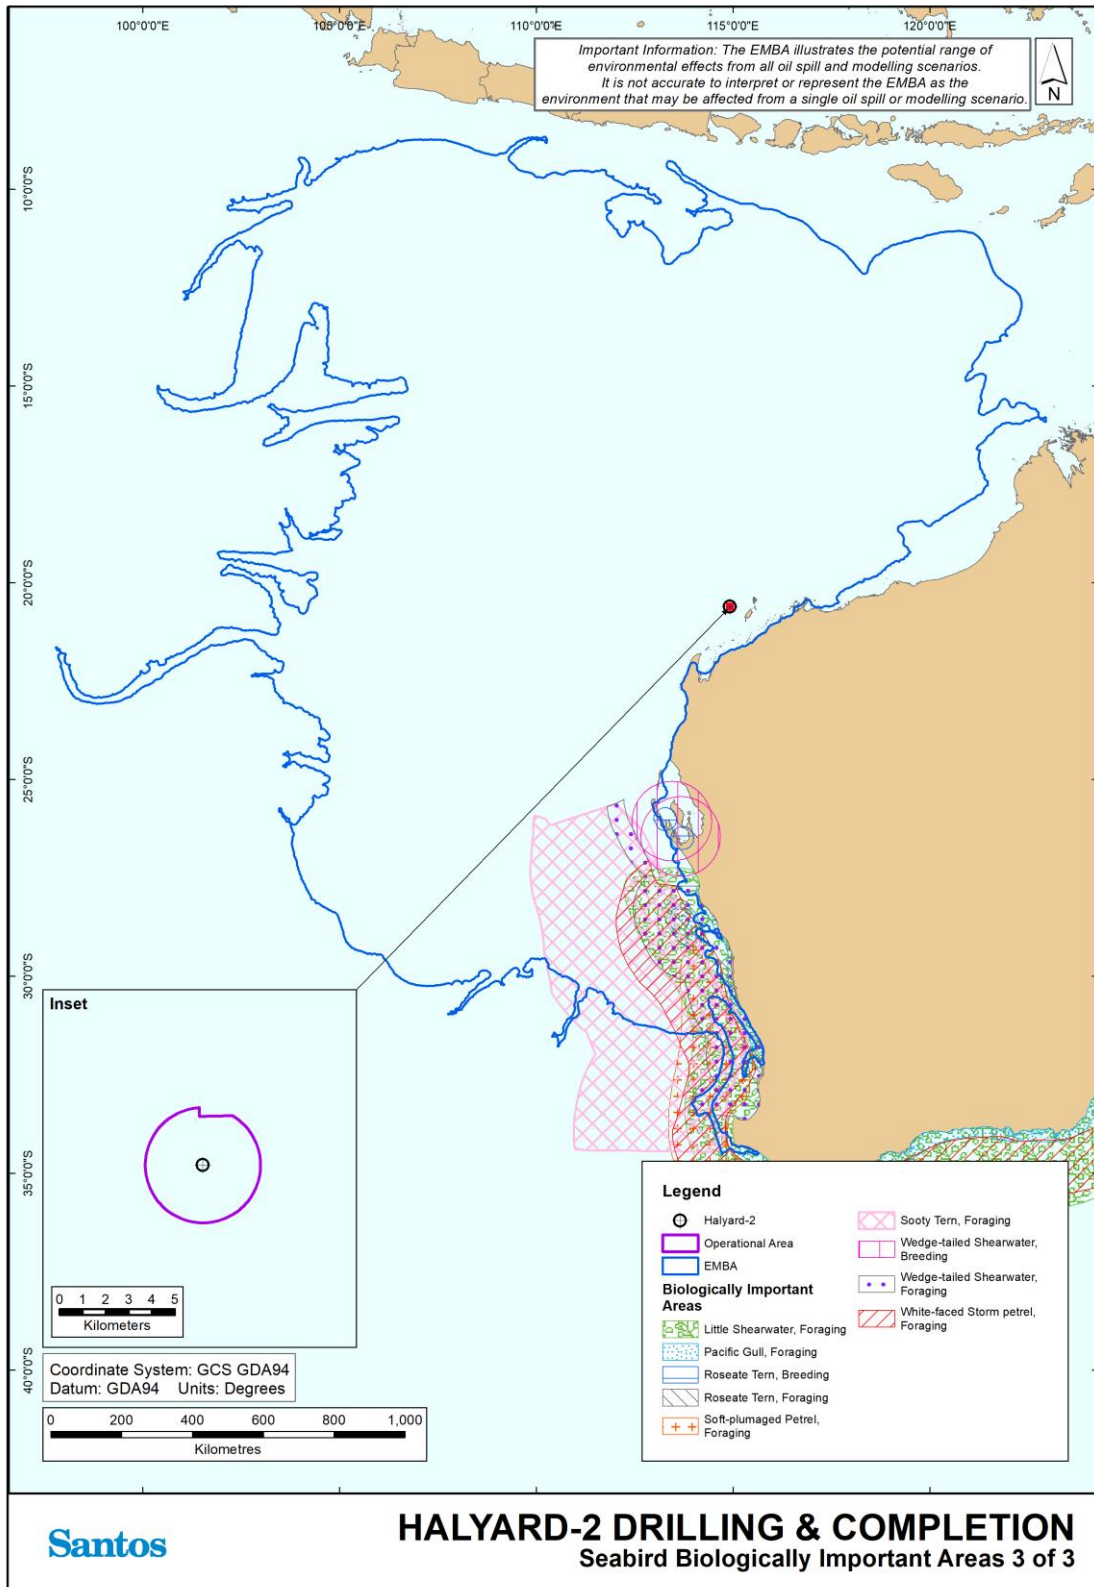 100°0'0"E 105°0'0"E 110°0'0"E 115°0'0"E 120°0'0"E
Important Information: The EMBA illustrates the potential range of
environmental effects from all oil spill and modelling scenarios.
It is not accurate to interpret or represent the EMBA as the
environment that may be affected from a single oil spill or modelling scenario.
N
10°0'0"S
15°0'0"S
20°0'0"S
25°0'0"S
30°0'0"S
35°0'0"S
40°0'0"S
Inset
0 1 2 3 4 5
Kilometers
Coordinate System: GCS GDA94
Datum: GDA94 Units: Degrees
0 200 400 600 800 1,000
Kilometres
Legend
Halyard-2
Operational Area
EMBA
Biologically Important
Areas
Little Shearwater, Foraging
Pacific Gull, Foraging
Roseate Tern, Breeding
Roseate Tern, Foraging
Soft-plumaged Petrel,
Foraging
Sooty Tern, Foraging
Wedge-tailed Shearwater,
Breeding
Wedge-tailed Shearwater,
Foraging
White-faced Storm petrel,
Foraging
Santos
HALYARD-2 DRILLING & COMPLETION
Seabird Biologically Important Areas 3 of 3